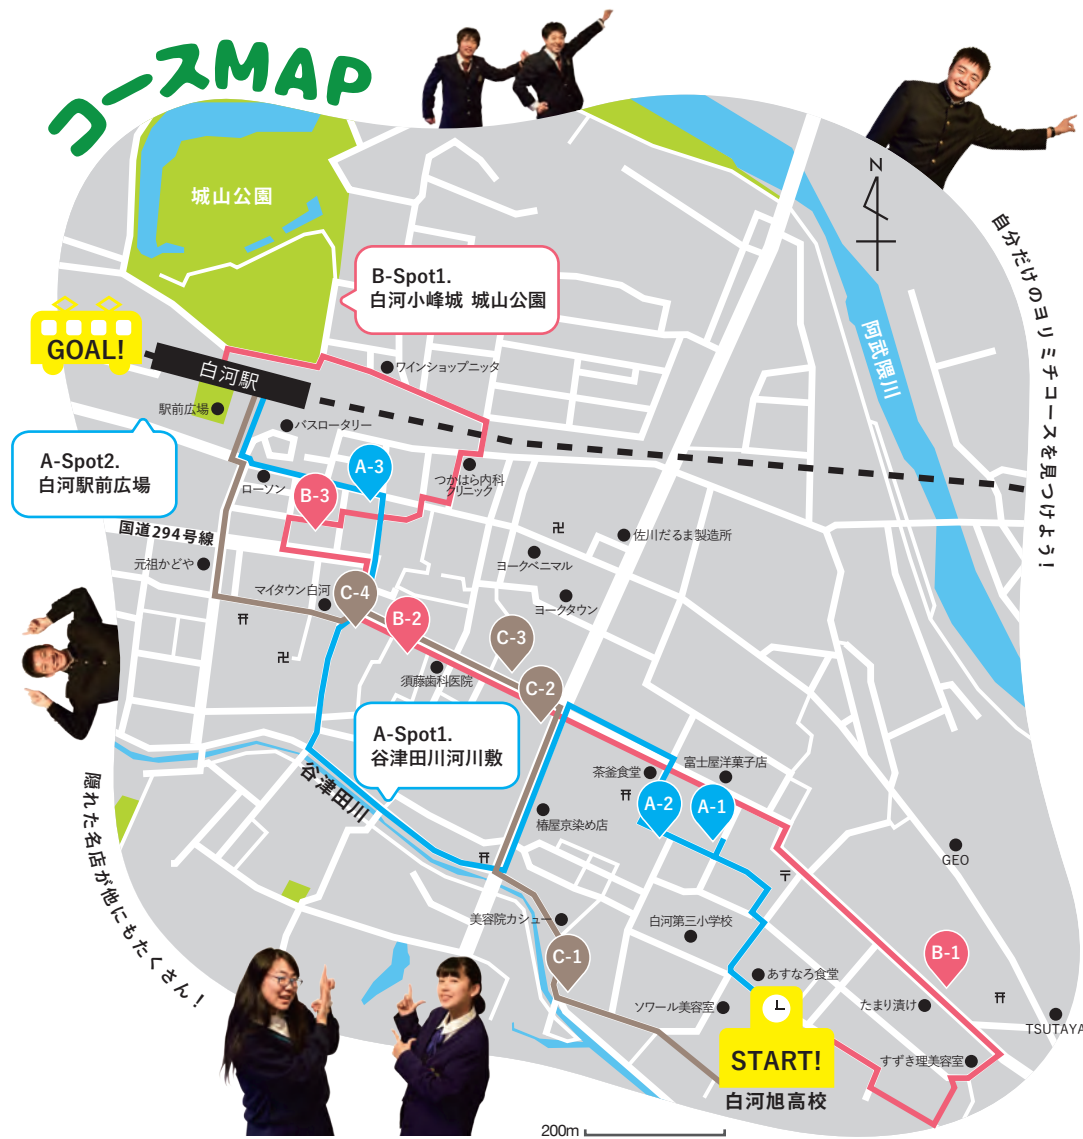 コースMAP
城山公園
N
自分だけのヨリミチコースを見つけよう！
B-Spot1.
白河小峰城 城山公園
阿武隈川
GOAL!
白河駅
ワインショップニッタ
駅前広場
バスロータリー
A-Spot2.
白河駅前広場
A-3
つかはら内科
クリニック
ローソン
B-3
国道294号線
佐川だるま製造所
ヨークベニマル
元祖かどや
マイタウン白河
C-4
ヨークタウン
B-2
C-3
須藤歯科医院
C-2
A-Spot1.
谷津田川河川敷
谷津田川
富士屋洋菓子店
茶釜食堂
A-2
A-1
椿屋京染め店
GEO
隠れた名店が他にもたくさん！
美容院カシュー
白河第三小学校
B-1
C-1
あすなろ食堂
ソワール美容室
たまり漬け
TSUTAYA
START!
すずき理美容室
白河旭高校
200m